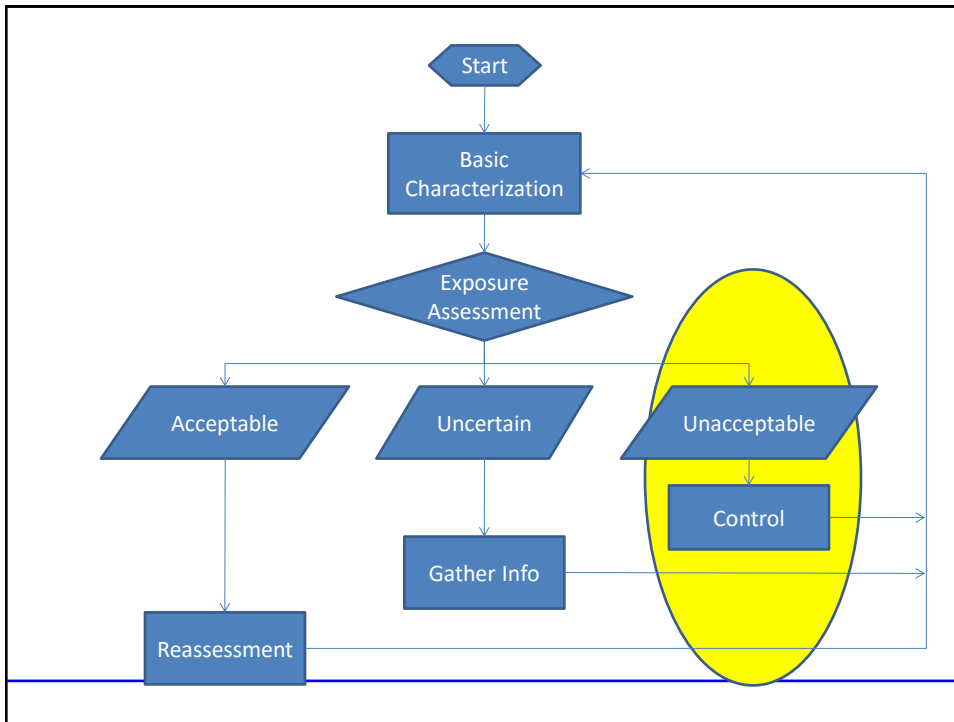 Start
Basic
Characterization
Exposure
Assessment
Acceptable
Uncertain
Unacceptable
Control
Gather Info
Reassessment